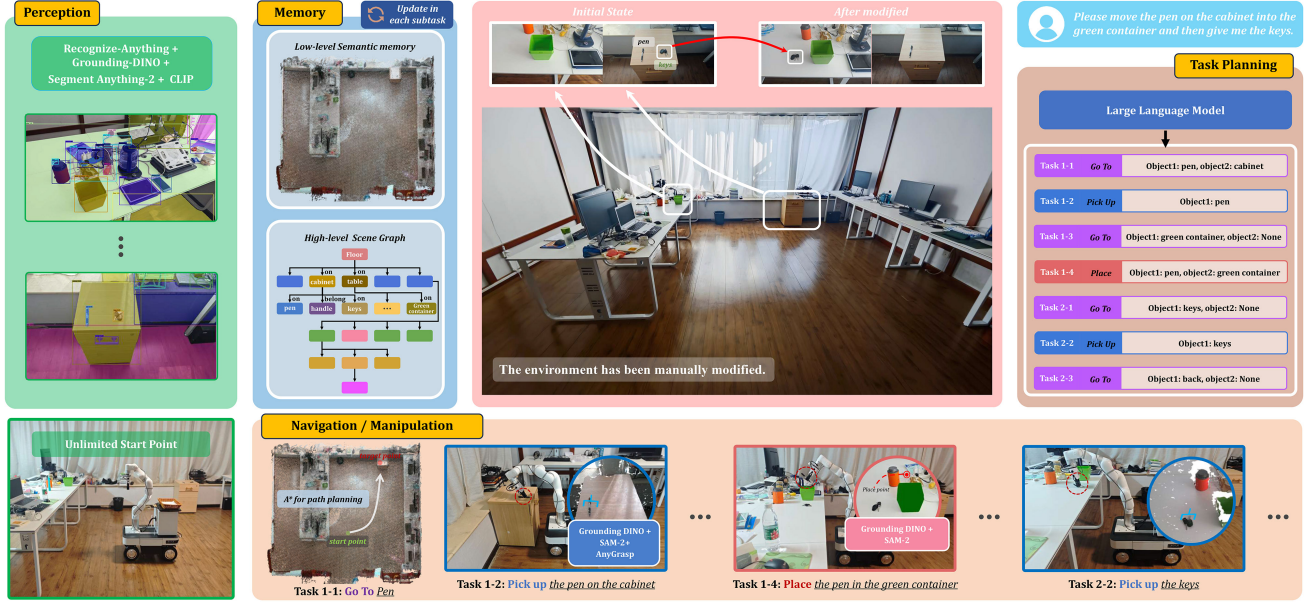 Perception
Recognize-Anything +
Grounding-DINO +
Segment Anything-2 + CLIP
Memory
Update in
each subtask
Low-level Semantic memory
High-level Scene Graph
Floor
on
on
cabinet
table
on
belong
on
on
pen
handle
keys
...
Green
container
Initial State
After modified
pen
keys
The environment has been manually modified.
Please move the pen on the cabinet into the
green container and then give me the keys.
Task Planning
Large Language Model
Task 1-1 Go To Object1: pen, object2: cabinet
Task 1-2 Pick Up Object1: pen
Task 1-3 Go To Object1: green container, object2: None
Task 1-4 Place Object1: pen, object2: green container
Task 2-1 Go To Object1: keys, object2: None
Task 2-2 Pick Up Object1: keys
Task 2-3 Go To Object1: back, object2: None
Unlimited Start Point
Navigation / Manipulation
A* for path planning
start point
Task 1-1: Go To Pen
Grounding DINO +
SAM-2+
AnyGrasp
Task 1-2: Pick up the pen on the cabinet
...
Place point
Grounding DINO +
SAM-2
Task 1-4: Place the pen in the green container
...
Task 2-2: Pick up the keys
...